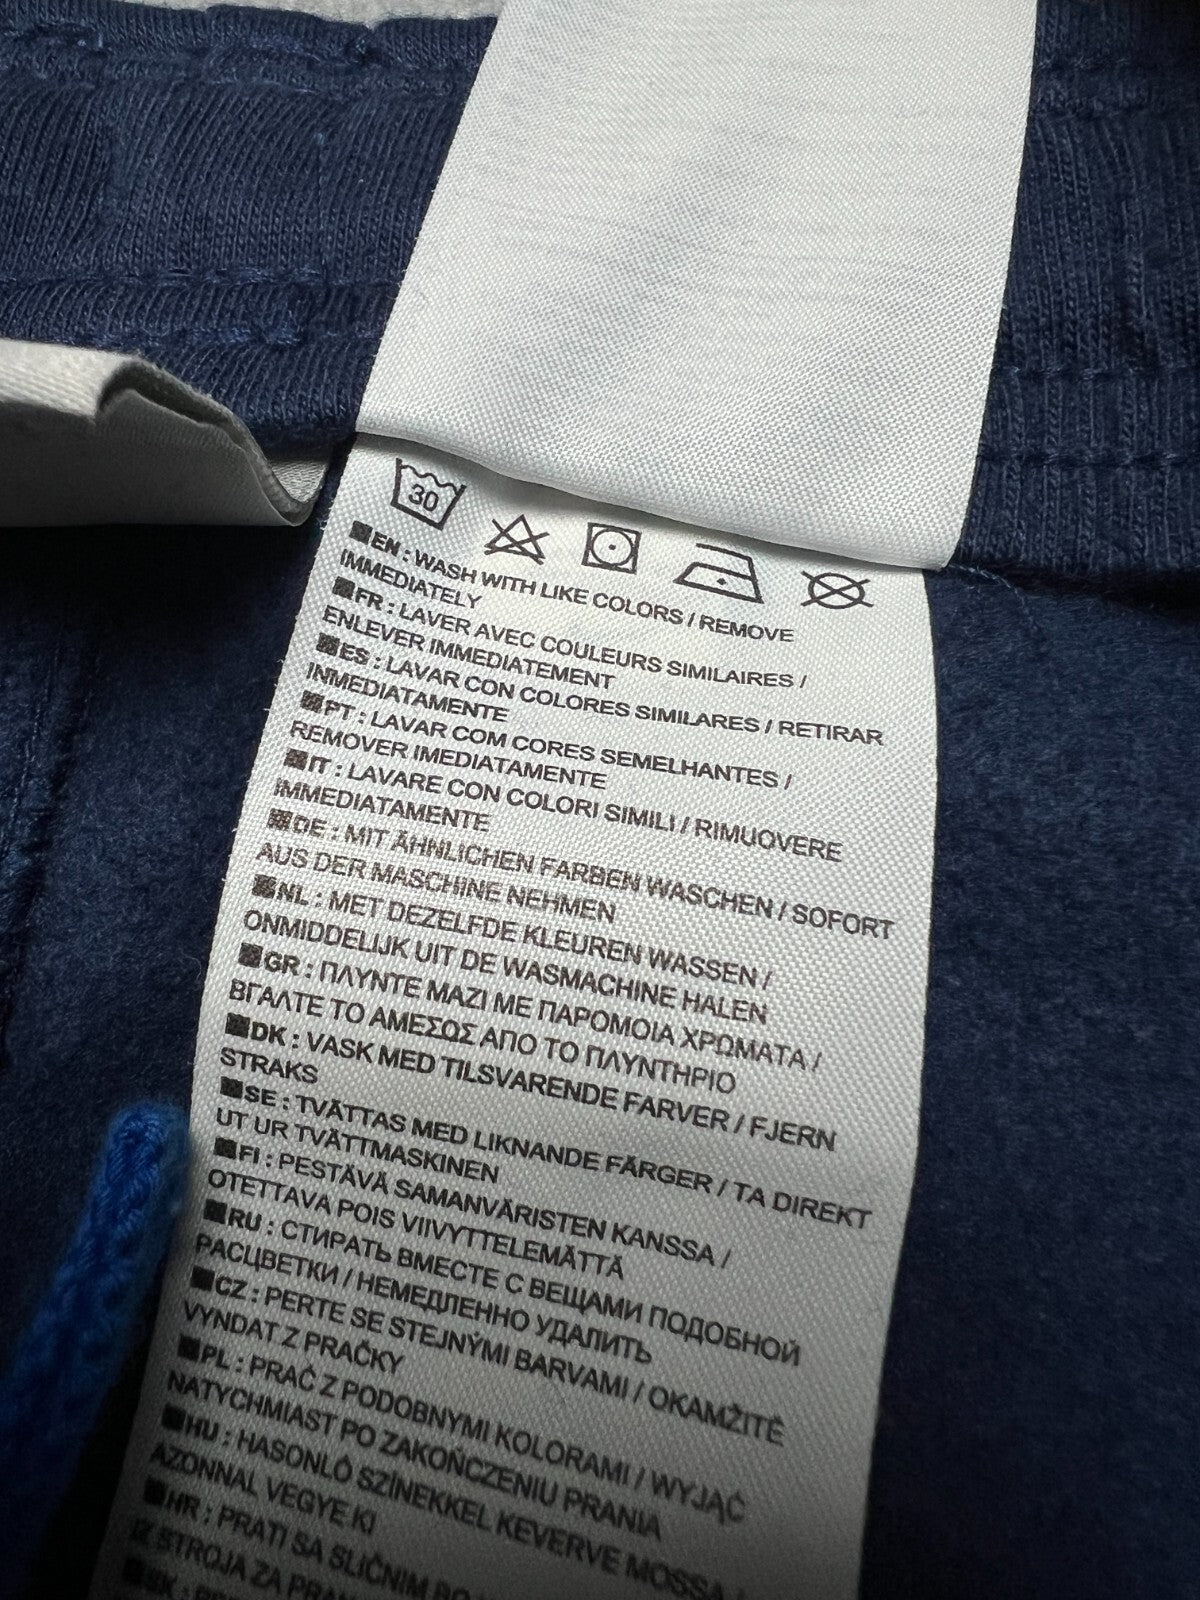 30
EN : WASH WITH LIKE COLORS / REMOVE
IMMEDIATELY
FR : LAVER AVEC COULEURS SIMILAIRES /
ENLEVER IMMEDIATEMENT
ES : LAVAR CON COLORES SIMILARES / RETIRAR
INMEDIATAMENTE
PT : LAVAR COM CORES SEMELHANTES /
REMOVER IMEDIATAMENTE
IT : LAVARE CON COLORI SIMILI / RIMUOVERE
IMMEDIATAMENTE
DE : MIT ÄHNLICHEN FARBEN WASCHEN / SOFORT
AUS DER MASCHINE NEHMEN
NL : MET DEZELFDE KLEUREN WASSEN /
ONMIDDELIJK UIT DE WASMACHINE HALEN
GR : ΠΛΥΝΤΕ ΜΑΖΙ ΜΕ ΠΑΡΟΜΟΙΑ ΧΡΩΜΑΤΑ /
ΒΓΑΛΤΕ ΤΟ ΑΜΕΣΩΣ ΑΠΟ ΤΟ ΠΛΥΝΤΗΡΙΟ
DK : VASK MED TILSVARENDE FARVER / FJERN
STRAKS
SE : TVÄTTAS MED LIKNANDE FÄRGER / TA DIREKT
UT UR TVÄTTMASKINEN
FI : PESTÄVÄ SAMANVÄRISTEN KANSSA /
OTETTAVA POIS VIIVYTTELEMÄTTÄ
RU : СТИРАТЬ ВМЕСТЕ С ВЕЩАМИ ПОДОБНОЙ
РАСЦВЕТКИ / НЕМЕДЛЕННО УДАЛИТЬ
CZ : PERTE SE STEJNÝMI BARVAMI / OKAMŽITĚ
VYNDAT Z PRAČKY
PL : PRAĆ Z PODOBNYMI KOLORAMI / WYJĄĆ
NATYCHMIAST PO ZAKOŃCZENIU PRANIA
HU : HASONLÓ SZÍNEKKEL KEVERVE MOSSA /
AZONNAL VEGYE KI
HR : PRATI SA SLIČNIM
IZ STROJA ZA
SK :